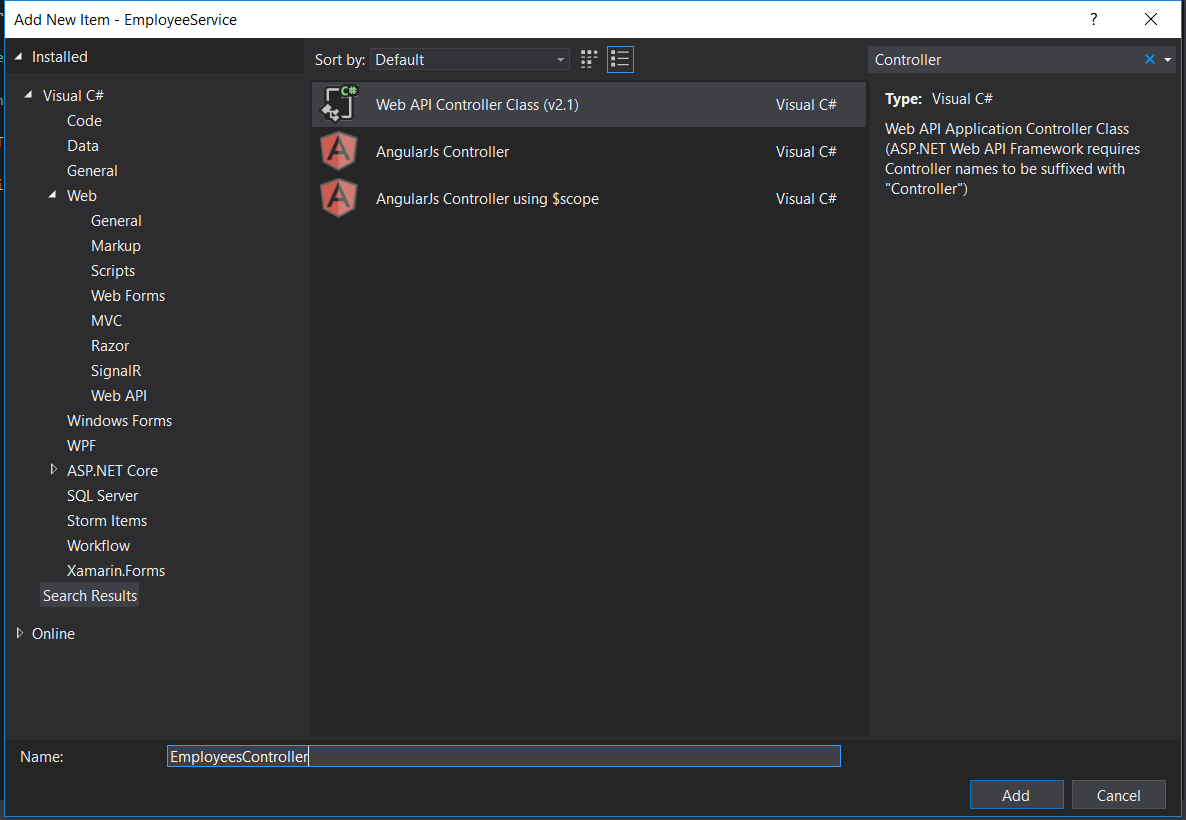 Add New Item - EmployeeService
?
Installed
Visual C#
Code
Data
General
Web
General
Markup
Scripts
Web Forms
MVC
Razor
SignalR
Web API
Windows Forms
WPF
ASP.NET Core
SQL Server
Storm Items
Workflow
Xamarin.Forms
Search Results
Online
Sort by: Default
C# Web API Controller Class (v2.1) Visual C#
AngularJs Controller Visual C#
AngularJs Controller using $scope Visual C#
Controller
Type: Visual C#
Web API Application Controller Class
(ASP.NET Web API Framework requires
Controller names to be suffixed with
"Controller")
Name: EmployeesController
Add Cancel